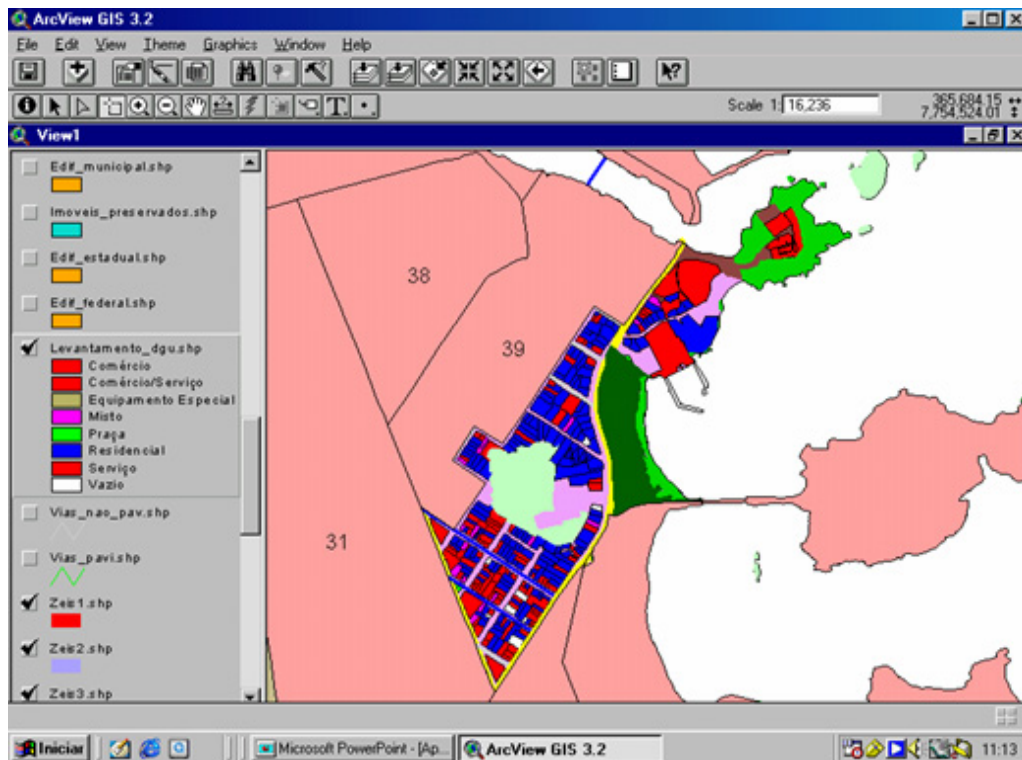 ArcView GIS 3.2
File Edit View Theme Graphics Window Help
Scale 1: 16,236
365,684.15
7,754,524.01
View1
Edif_municipal.shp
Imoveis_preservados.shp
Edif_estadual.shp
Edif_federal.shp
Levantamento_dgu.shp
Comércio
Comércio/Serviço
Equipamento Especial
Misto
Praça
Residencial
Serviço
Vazio
Vias_nao_pav.shp
Vias_pavi.shp
Zeis1.shp
Zeis2.shp
Zeis3.shp
38
39
31
Iniciar
Microsoft PowerPoint - [Ap...
ArcView GIS 3.2
11:13